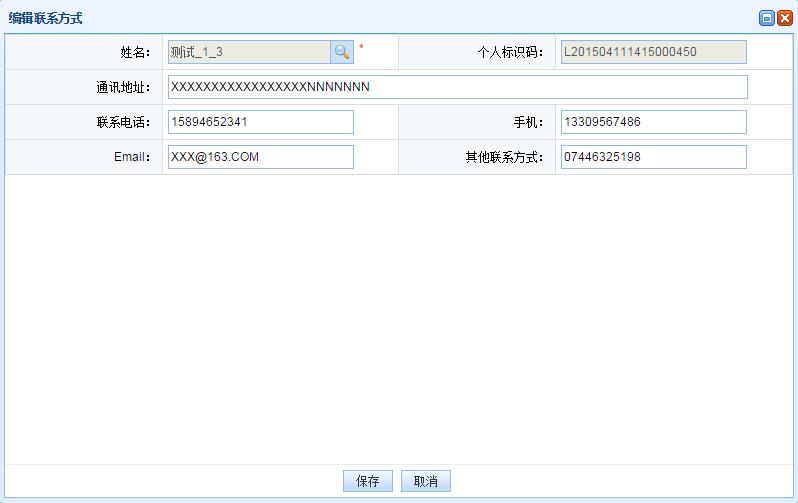 编辑联系方式
姓名： 测试_1_3 * 个人标识码： L201504111415000450
通讯地址： XXXXXXXXXXXXXXXXXNNNNNNN
联系电话： 15894652341 手机： 13309567486
Email： XXX@163.COM 其他联系方式： 07446325198
保存 取消